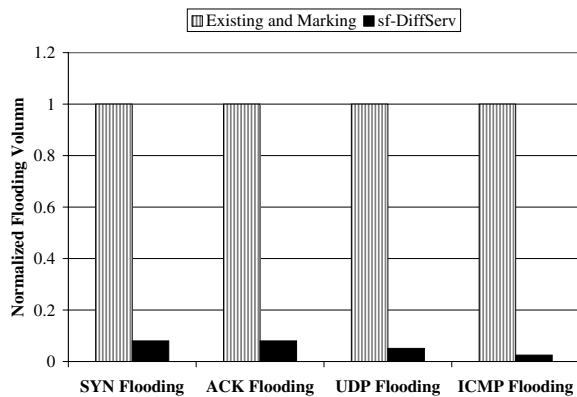 Existing and Marking sf-DiffServ
Normalized Flooding Volumn
1.2
1
0.8
0.6
0.4
0.2
0
SYN Flooding ACK Flooding UDP Flooding ICMP Flooding